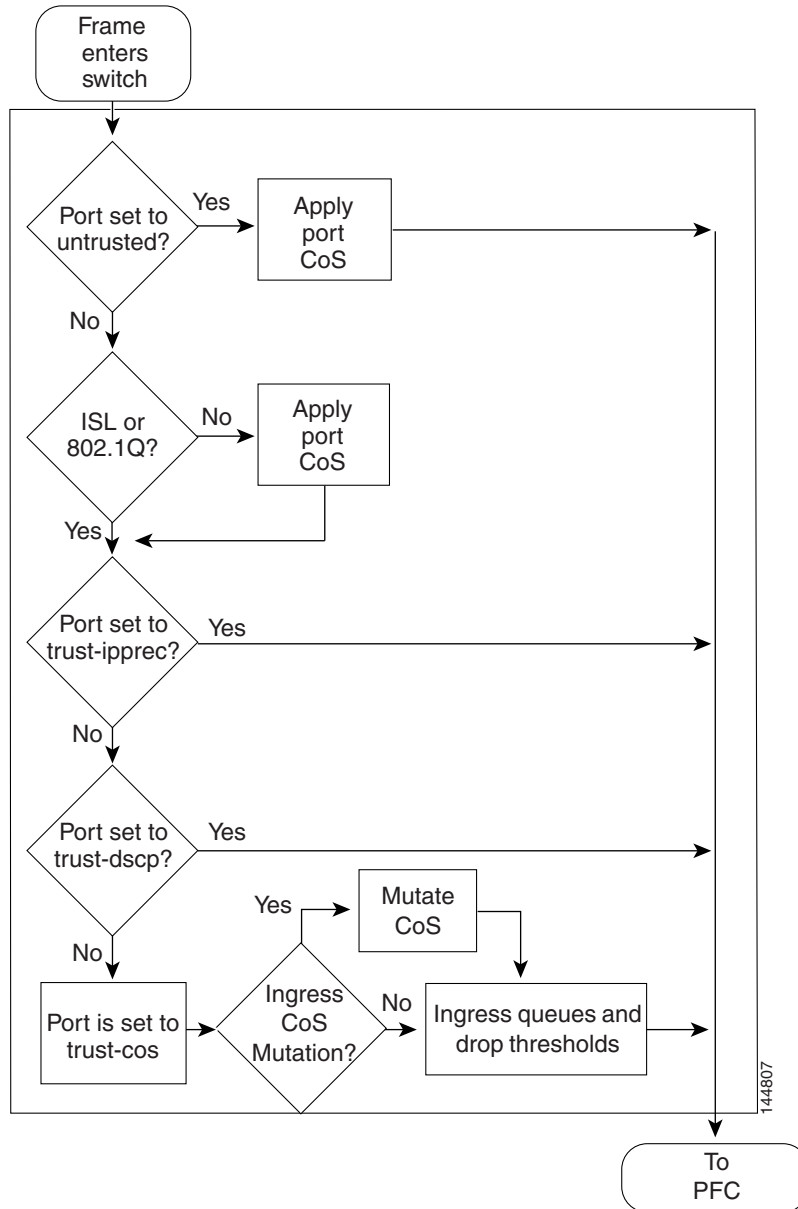 Frame
enters
switch
Port set to
untrusted?
Yes
Apply
port
CoS
No
ISL or
802.1Q?
No
Apply
port
CoS
Yes
Port set to
trust-ipprec?
Yes
No
Port set to
trust-dscp?
Yes
No
Port is set to
trust-cos
Ingress
CoS
Mutation?
Yes
Mutate
CoS
No
Ingress queues and
drop thresholds
144807
To
PFC